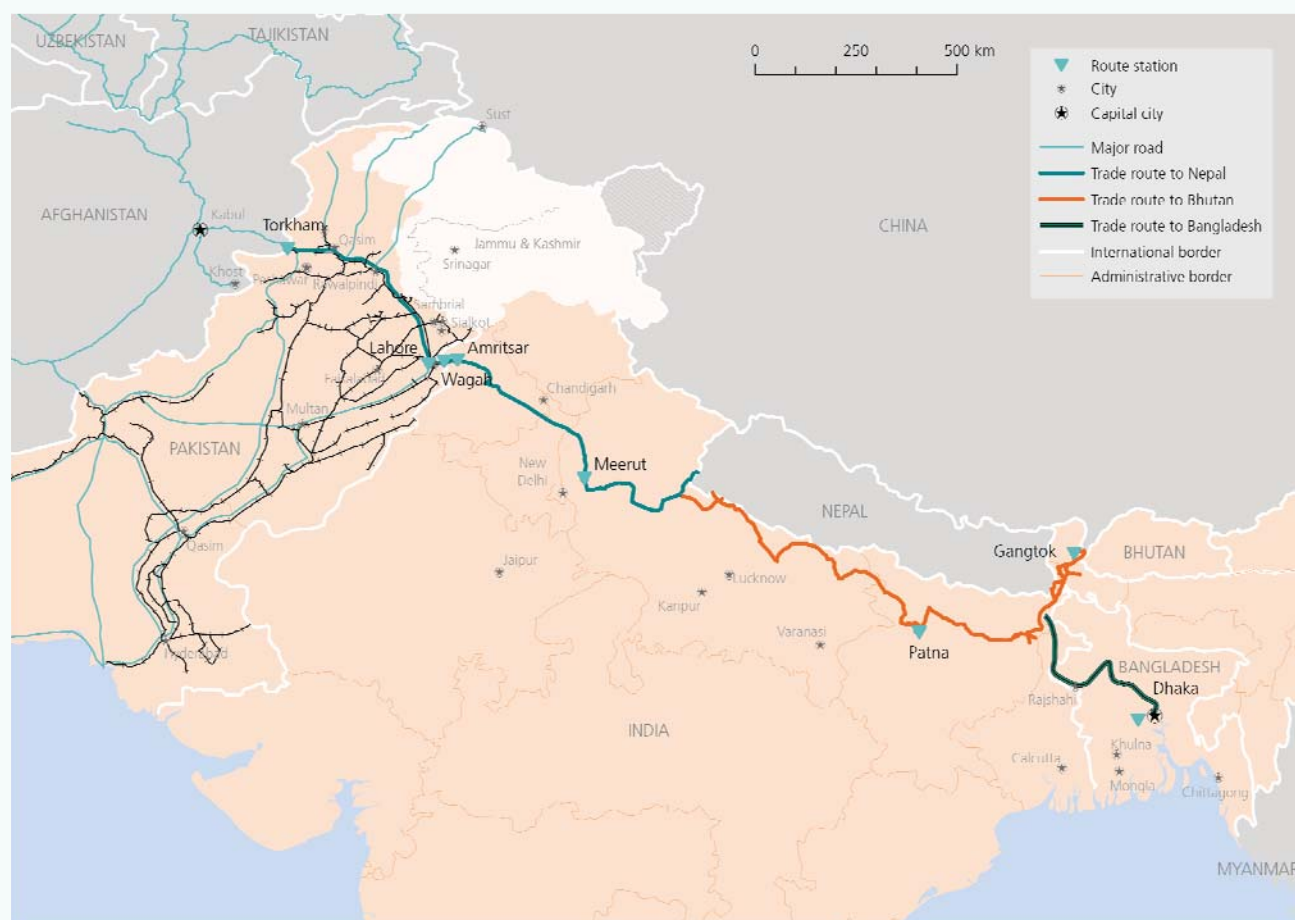 UZBEKISTAN
TAJIKISTAN
0 250 500 km
Route station
City
Capital city
Major road
Trade route to Nepal
Trade route to Bhutan
Trade route to Bangladesh
International border
Administrative border
Sust
AFGHANISTAN
Kabul
Torkham
Qasim
Jammu & Kashmir
Srinagar
CHINA
Khost
Peshawar
Rawalpindi
Sambrial
Sialkot
Lahore
Amritsar
Wagah
Faisalabad
Chandigarh
Multan
PAKISTAN
New
Delhi
Meerut
NEPAL
Qasim
Gangtok
BHUTAN
Jaipur
Lucknow
Kanpur
Varanasi
Patna
Hyderabad
BANGLADESH
Rajshahi
Dhaka
INDIA
Khulna
Calcutta
Mongla
Chittagong
MYANMAR